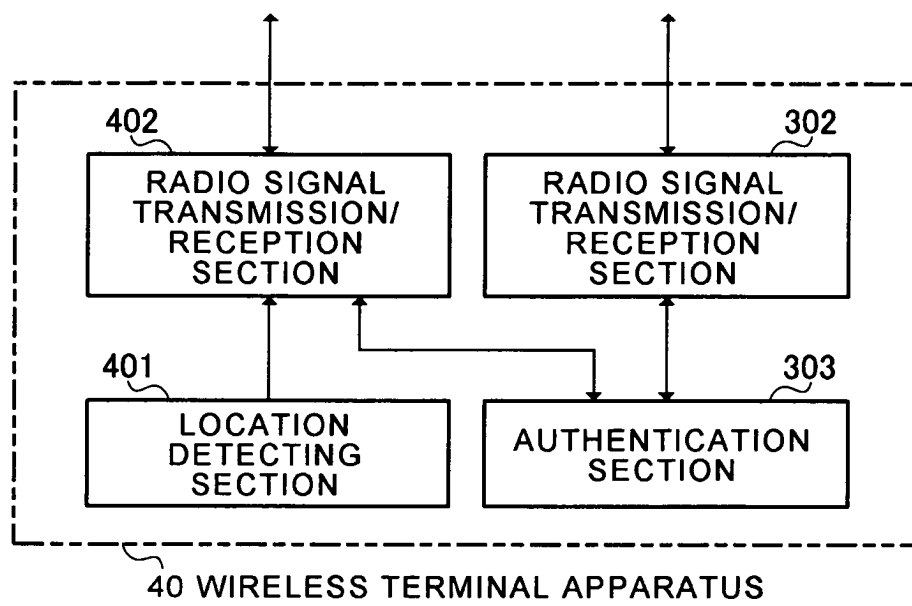 402
302
RADIO SIGNAL
TRANSMISSION/
RECEPTION
SECTION
RADIO SIGNAL
TRANSMISSION/
RECEPTION
SECTION
401
303
LOCATION
DETECTING
SECTION
AUTHENTICATION
SECTION
40 WIRELESS TERMINAL APPARATUS